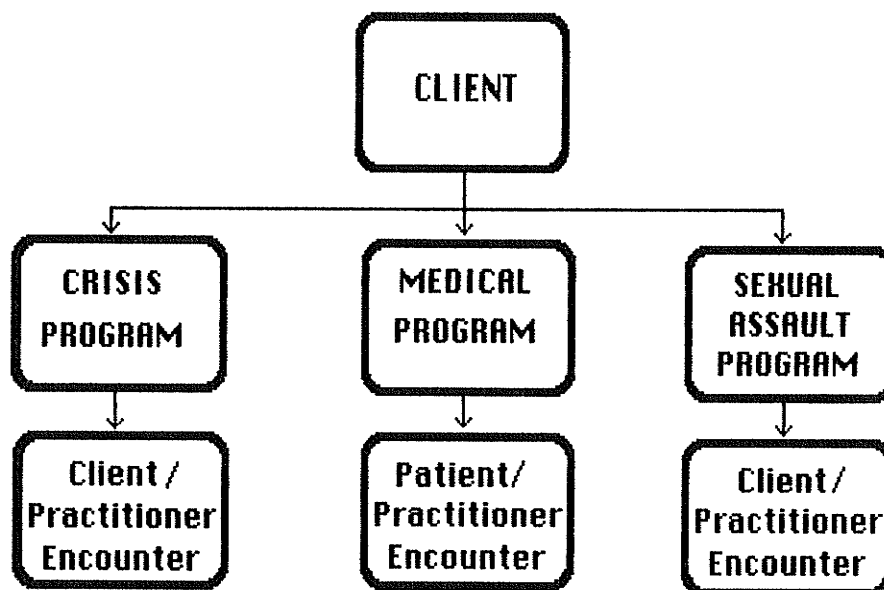 CLIENT
CRISIS
PROGRAM
MEDICAL
PROGRAM
SEXUAL
ASSAULT
PROGRAM
Client/
Practitioner
Encounter
Patient/
Practitioner
Encounter
Client/
Practitioner
Encounter